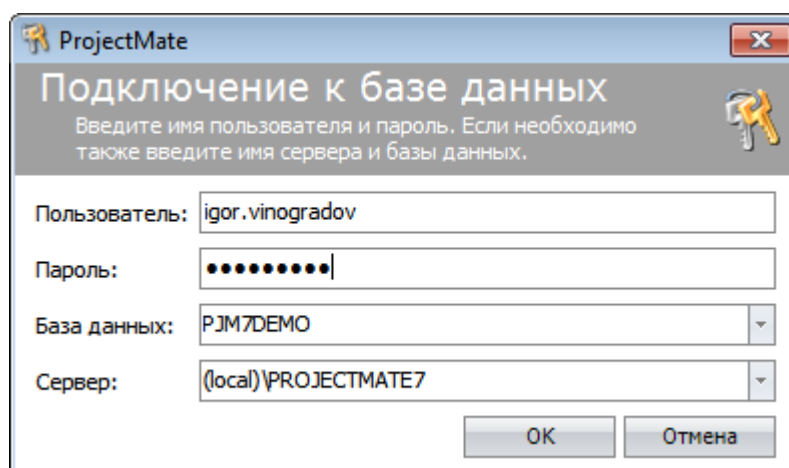 ProjectMate
Подключение к базе данных
Введите имя пользователя и пароль. Если необходимо
также введите имя сервера и базы данных.
Пользователь: igor.vinogradov
Пароль: •••••••••
База данных: PJM7DEMO
Сервер: (local)\PROJECTMATE7
OK Отмена